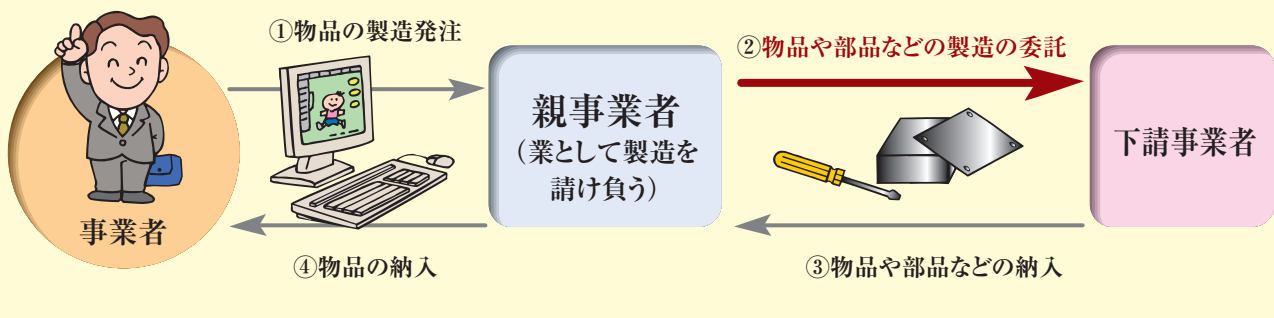 ①物品の製造発注
②物品や部品などの製造の委託
親事業者
（業として製造を
請け負う）
下請事業者
事業者
④物品の納入
③物品や部品などの納入